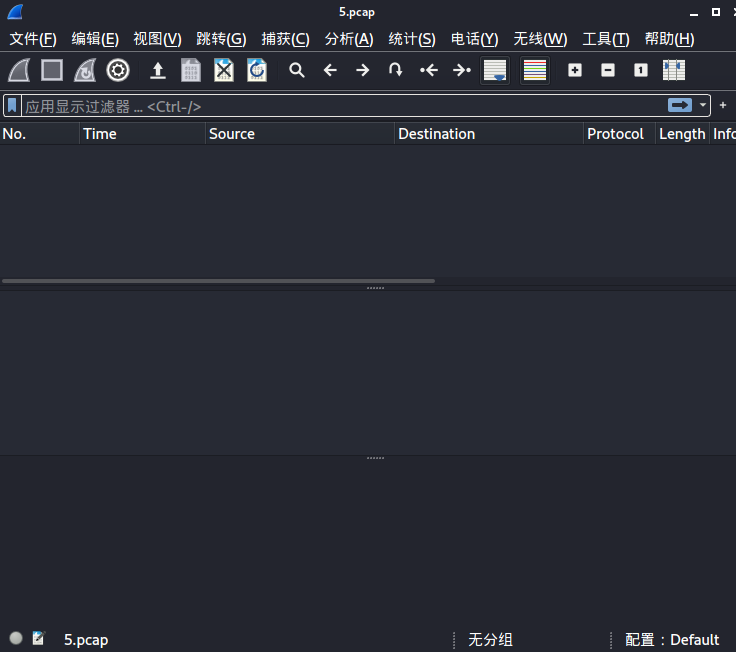 5.pcap
文件(F) 编辑(E) 视图(V) 跳转(G) 捕获(C) 分析(A) 统计(S) 电话(Y) 无线(W) 工具(T) 帮助(H)
应用显示过滤器 … <Ctrl-/>
No. Time Source Destination Protocol Length Info
5.pcap 无分组 配置：Default